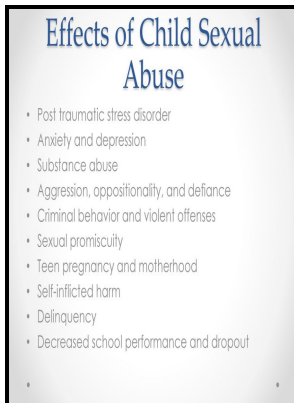 Effects of Child Sexual
Abuse
• Post traumatic stress disorder
• Anxiety and depression
• Substance abuse
• Aggression, oppositionality, and defiance
• Criminal behavior and violent offenses
• Sexual promiscuity
• Teen pregnancy and motherhood
• Self-inflicted harm
• Delinquency
• Decreased school performance and dropout